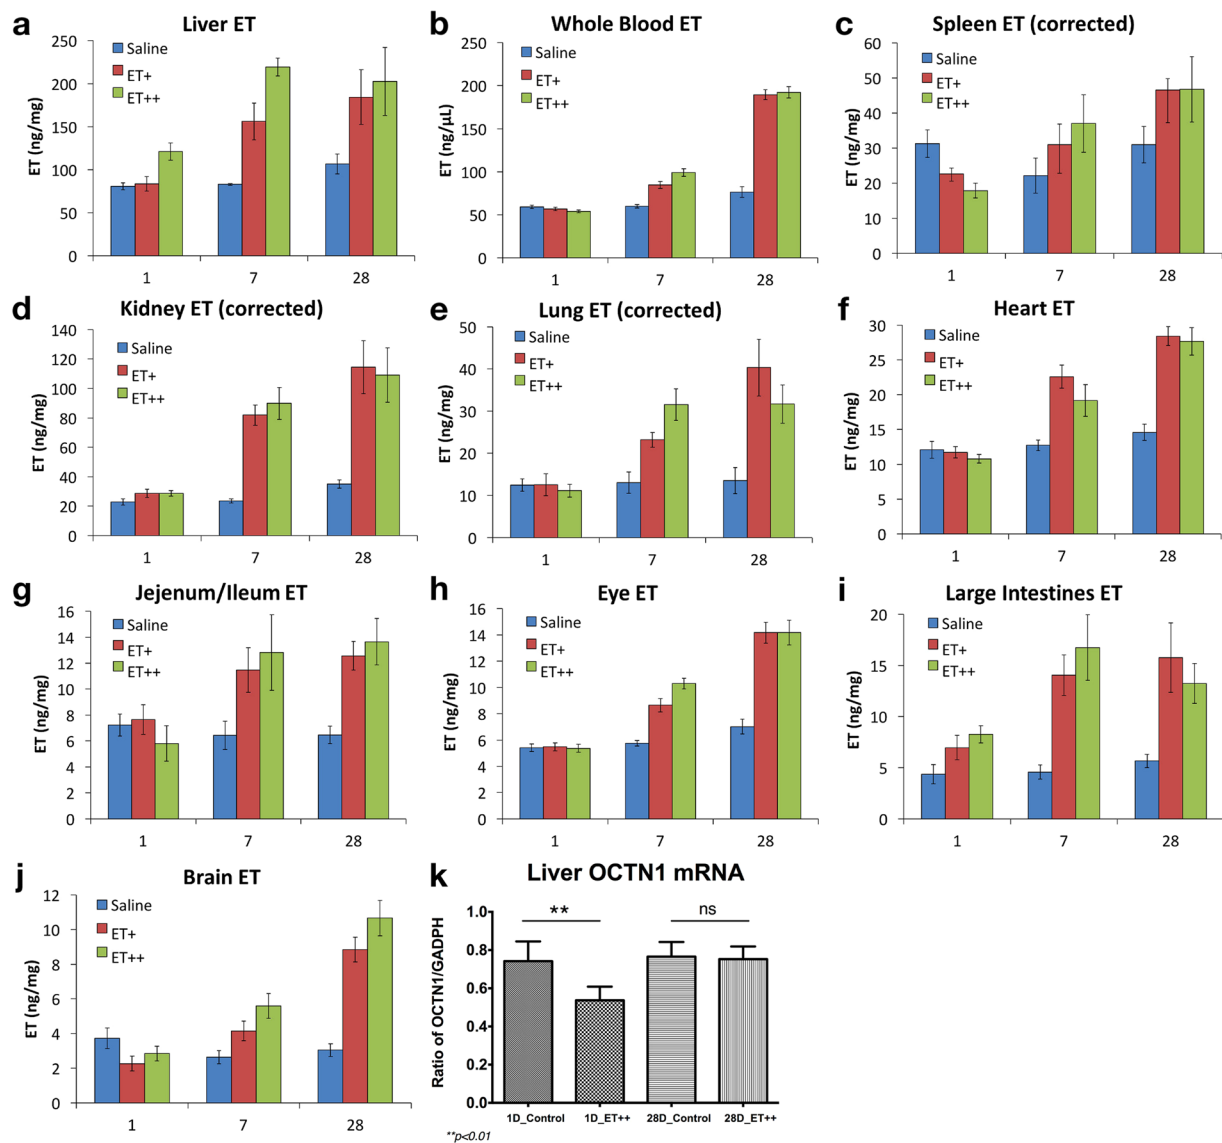 a
Liver ET
ET (ng/mg)
250
200
150
100
50
0
Saline
ET+
ET++
1 7 28
b
Whole Blood ET
ET (ng/μL)
250
200
150
100
50
0
Saline
ET+
ET++
1 7 28
c
Spleen ET (corrected)
ET (ng/mg)
60
50
40
30
20
10
0
Saline
ET+
ET++
1 7 28
d
Kidney ET (corrected)
ET (ng/mg)
140
120
100
80
60
40
20
0
Saline
ET+
ET++
1 7 28
e
Lung ET (corrected)
ET (ng/mg)
50
40
30
20
10
0
Saline
ET+
ET++
1 7 28
f
Heart ET
ET (ng/mg)
30
25
20
15
10
5
0
Saline
ET+
ET++
1 7 28
g
Jejenum/Ileum ET
ET (ng/mg)
16
14
12
10
8
6
4
2
0
Saline
ET+
ET++
1 7 28
h
Eye ET
ET (ng/mg)
16
14
12
10
8
6
4
2
0
Saline
ET+
ET++
1 7 28
i
Large Intestines ET
ET (ng/mg)
20
15
10
5
0
Saline
ET+
ET++
1 7 28
j
Brain ET
ET (ng/mg)
12
10
8
6
4
2
0
Saline
ET+
ET++
1 7 28
k
Liver OCTN1 mRNA
Ratio of OCTN1/GADPH
1.0
0.8
0.6
0.4
0.2
0.0
** ns
1D_Control 1D_ET++ 28D_Control 28D_ET++
**p<0.01